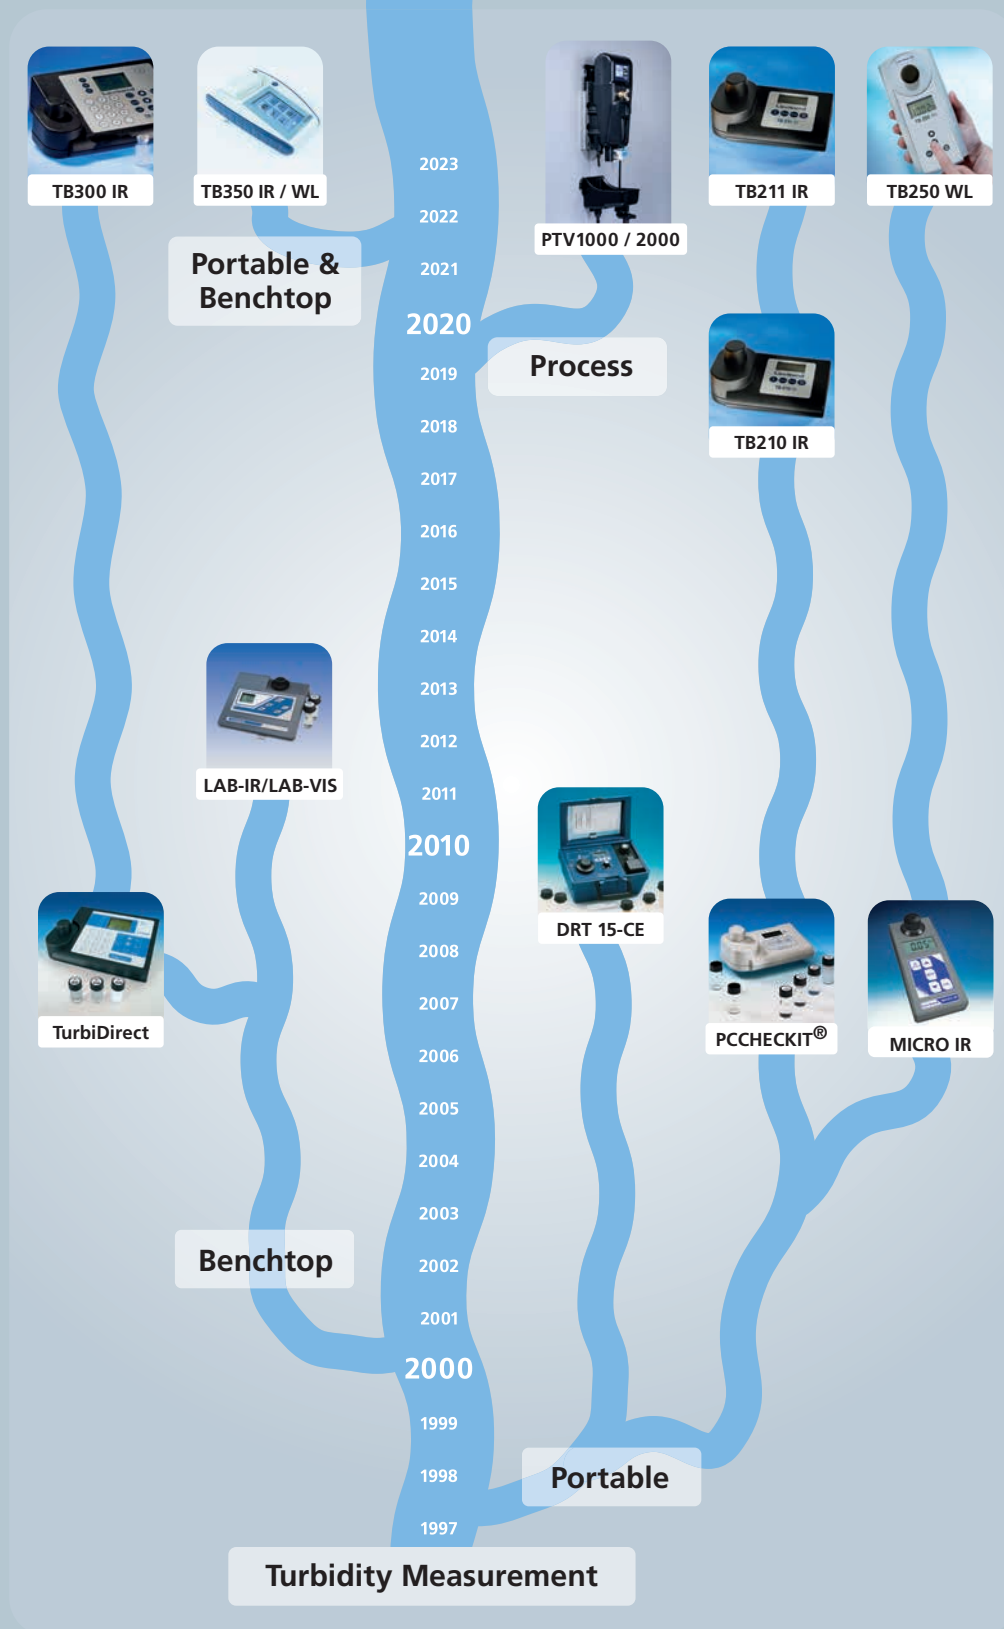 TB300 IR
TB350 IR / WL
PTV1000 / 2000
TB211 IR
TB250 WL
2023
2022
Portable &
Benchtop
2021
2020
Process
2019
2018
TB210 IR
2017
2016
2015
2014
2013
2012
LAB-IR/LAB-VIS
2011
2010
2009
DRT 15-CE
2008
2007
TurbiDirect
PCCHECKIT®
MICRO IR
2006
2005
2004
2003
Benchtop
2002
2001
2000
1999
1998
Portable
1997
Turbidity Measurement